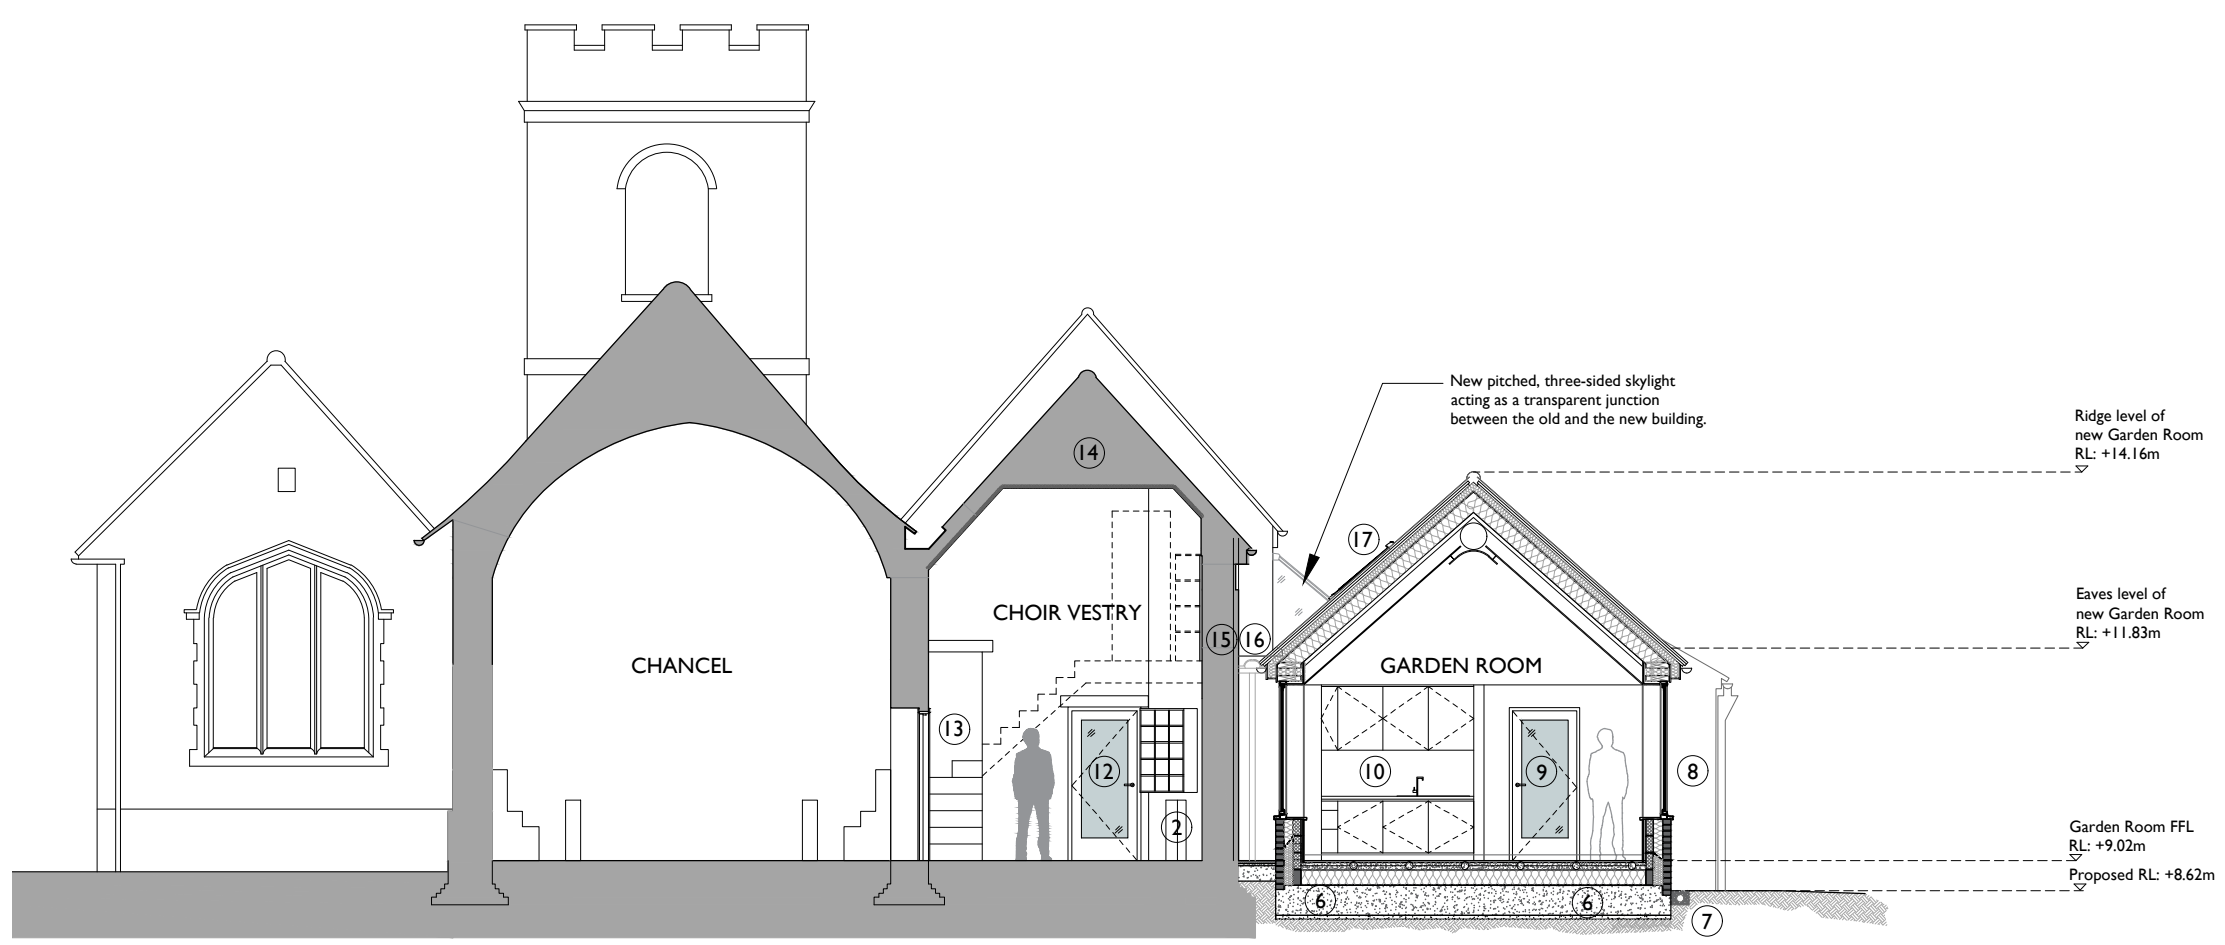 New pitched, three-sided skylight
acting as a transparent junction
between the old and the new building.
Ridge level of
new Garden Room
RL: +14.16m
14
17
Eaves level of
new Garden Room
RL: +11.83m
CHOIR VESTRY
15
16
CHANCEL
GARDEN ROOM
13
12
10
9
8
2
Garden Room FFL
RL: +9.02m
Proposed RL: +8.62m
6
6
7